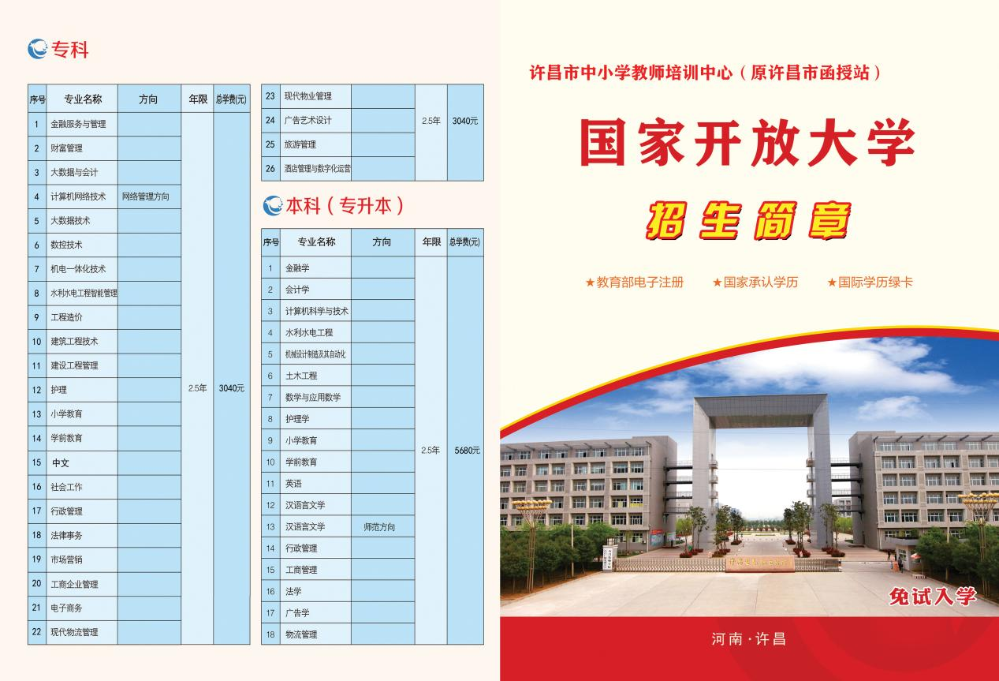 专科
序号 专业名称 方向 年限 总学费(元)
1 金融服务与管理
2 财富管理
3 大数据与会计
4 计算机网络技术 网络管理方向
5 大数据技术
6 数控技术
7 机电一体化技术
8 水利水电工程智能管理
9 工程造价
10 建筑工程技术
11 建设工程管理
12 护理 2.5年 3040元
13 小学教育
14 学前教育
15 中文
16 社会工作
17 行政管理
18 法律事务
19 市场营销
20 工商企业管理
21 电子商务
22 现代物流管理
23 现代物业管理
24 广告艺术设计 2.5年 3040元
25 旅游管理
26 酒店管理与数字化运营
本科（专升本）
序号 专业名称 方向 年限 总学费(元)
1 金融学
2 会计学
3 计算机科学与技术
4 水利水电工程
5 机械设计制造及其自动化
6 土木工程
7 数学与应用数学
8 护理学
9 小学教育 2.5年 5680元
10 学前教育
11 英语
12 汉语言文学
13 汉语言文学 师范方向
14 行政管理
15 工商管理
16 法学
17 广告学
18 物流管理
许昌市中小学教师培训中心（原许昌市函授站）
国家开放大学
招生简章
★教育部电子注册 ★国家承认学历 ★国际学历绿卡
免试入学
河南·许昌